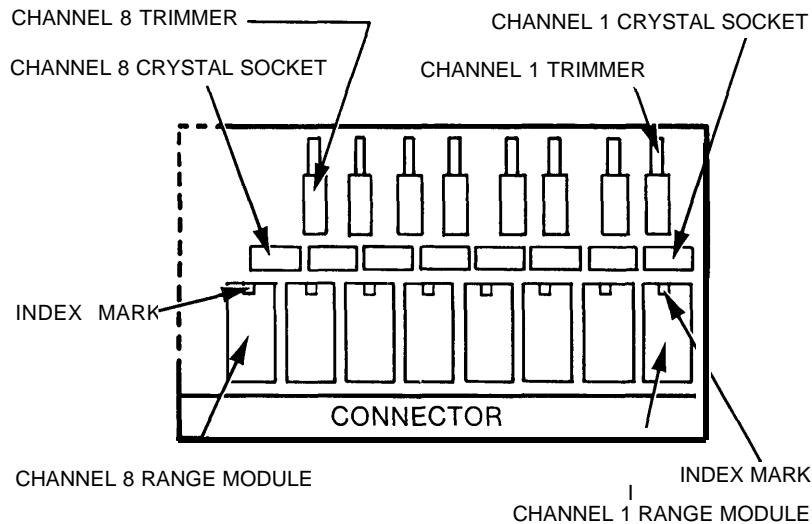 CHANNEL 8 TRIMMER
CHANNEL 1 CRYSTAL SOCKET
CHANNEL 8 CRYSTAL SOCKET
CHANNEL 1 TRIMMER
INDEX MARK
CONNECTOR
CHANNEL 8 RANGE MODULE
INDEX MARK
CHANNEL 1 RANGE MODULE